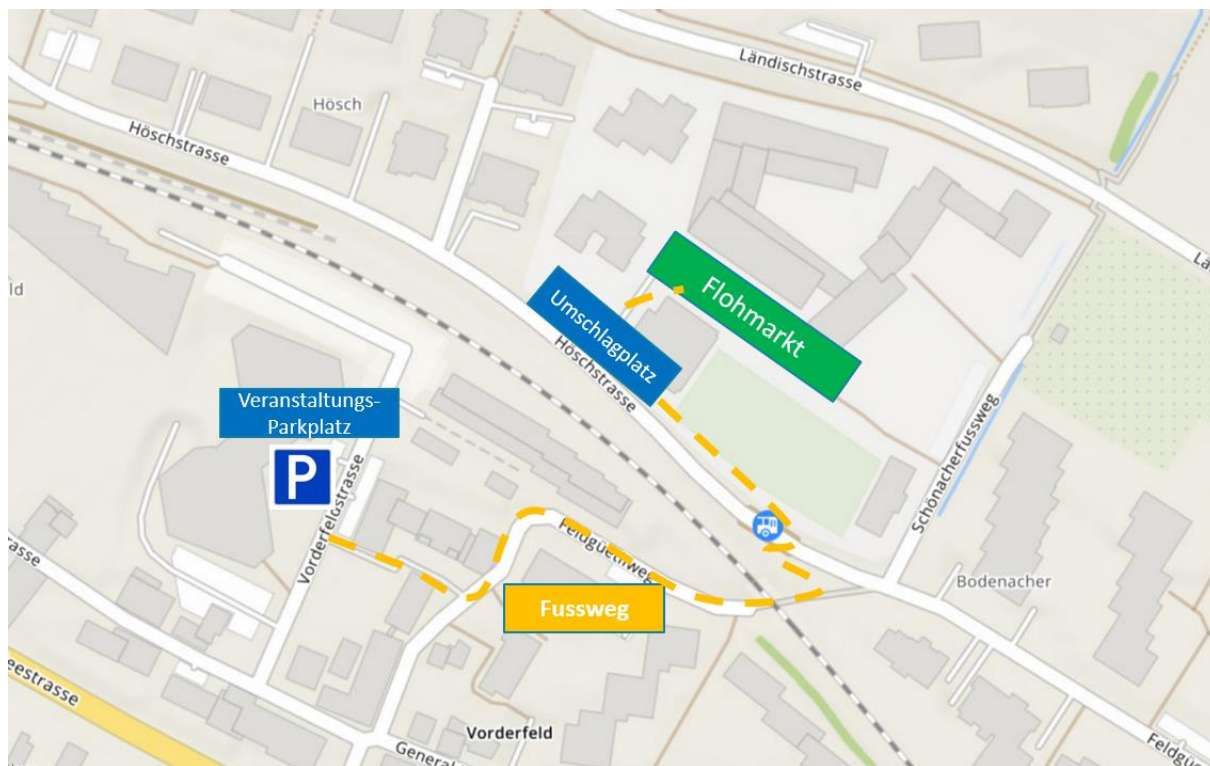 Ländischstrasse
Hösch
Höschstrasse
Flohmarkt
Umschlagplatz
Höschstrasse
Veranstaltungs-
Parkplatz
P
Vorderfeldstrasse
Schönacherfussweg
Feldgüetliweg
Bodenacher
Fussweg
Vorderfeld